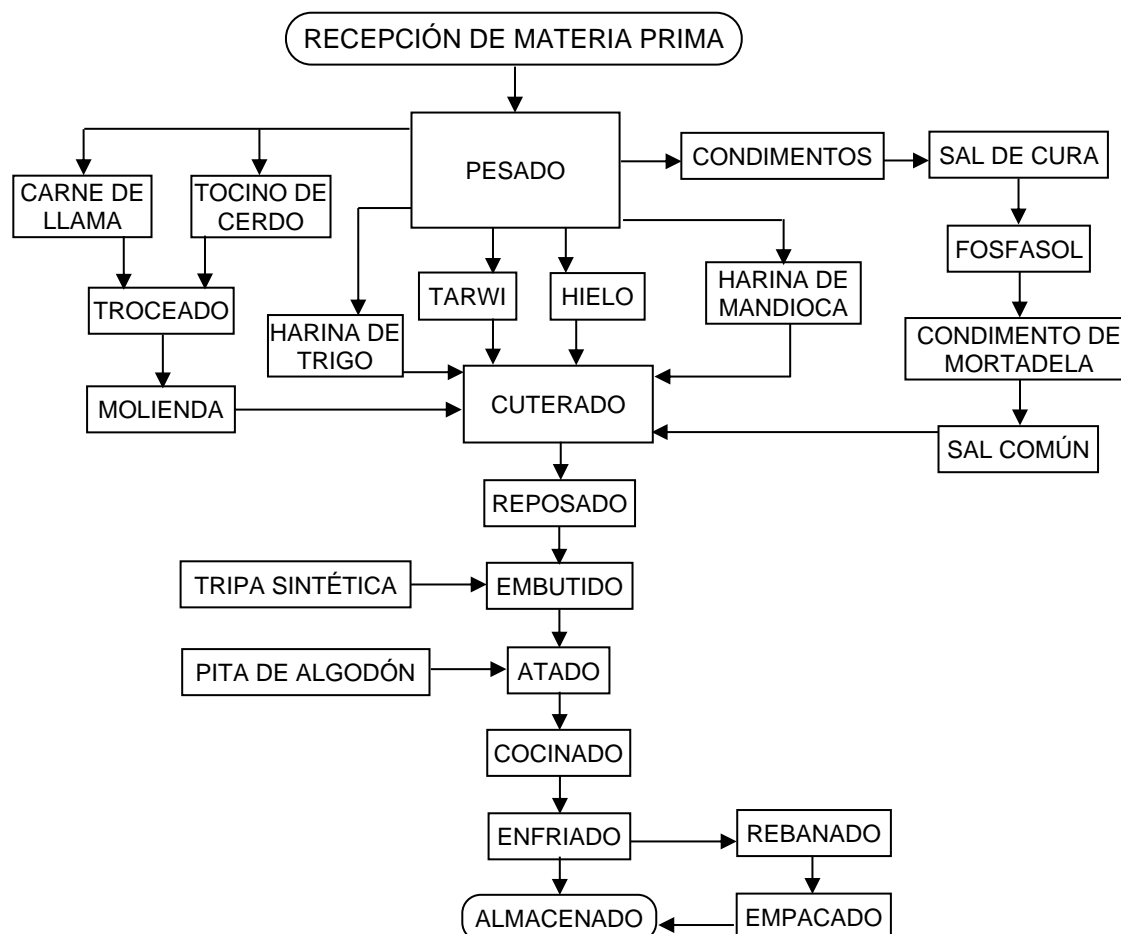 RECEPCIÓN DE MATERIA PRIMA
PESADO
CONDIMENTOS
SAL DE CURA
CARNE DE
LLAMA
TOCINO DE
CERDO
FOSFASOL
TROCEADO
TARWI
HIELO
HARINA DE
MANDIOCA
HARINA DE
TRIGO
CONDIMENTO DE
MORTADELA
MOLIENDA
CUTERADO
SAL COMÚN
REPOSADO
TRIPA SINTÉTICA
EMBUTIDO
PITA DE ALGODÓN
ATADO
COCINADO
ENFRIADO
REBANADO
ALMACENADO
EMPACADO